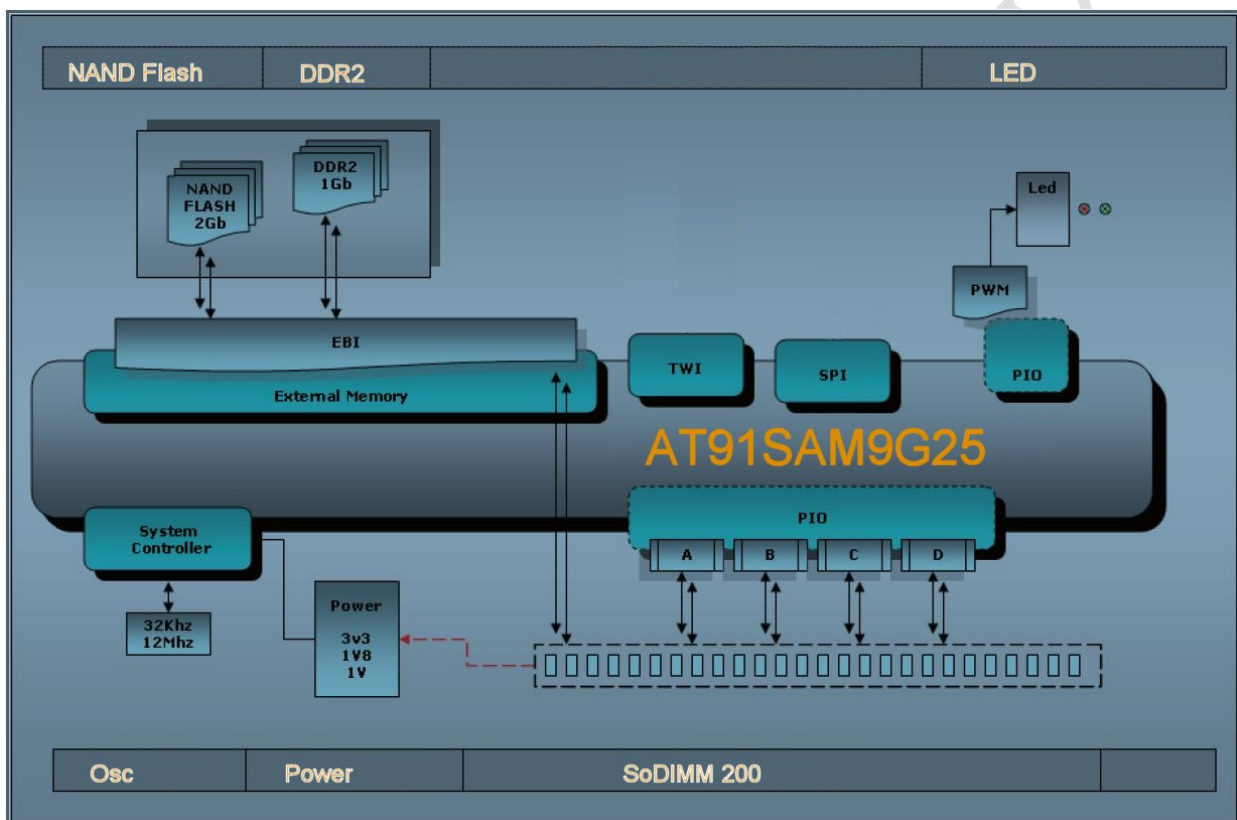 NAND Flash
DDR2
LED
NAND
FLASH
2Gb
DDR2
1Gb
Led
PWM
EBI
External Memory
TWI
SPI
PIO
AT91SAM9G25
System
Controller
PIO
A
B
C
D
32Khz
12Mhz
Power
3v3
1V8
1V
Osc
Power
SoDIMM 200